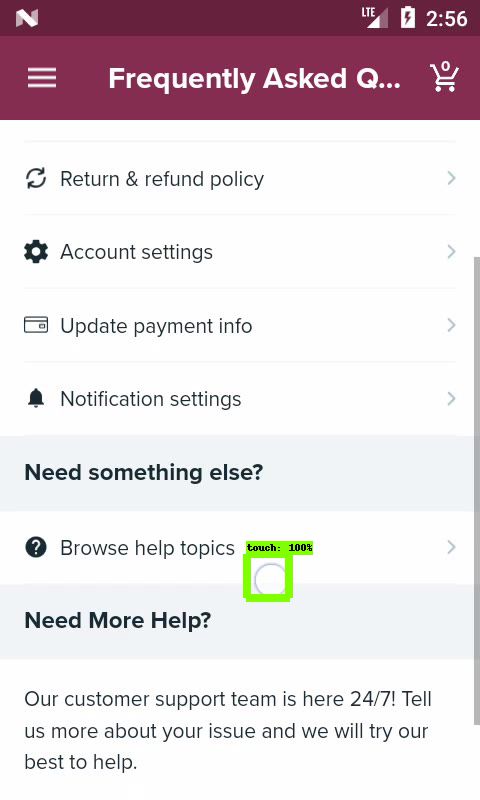 LTE 2:56
Frequently Asked Q... 0
Return & refund policy
Account settings
Update payment info
Notification settings
Need something else?
Browse help topics
touch: 100%
Need More Help?
Our customer support team is here 24/7! Tell
us more about your issue and we will try our
best to help.